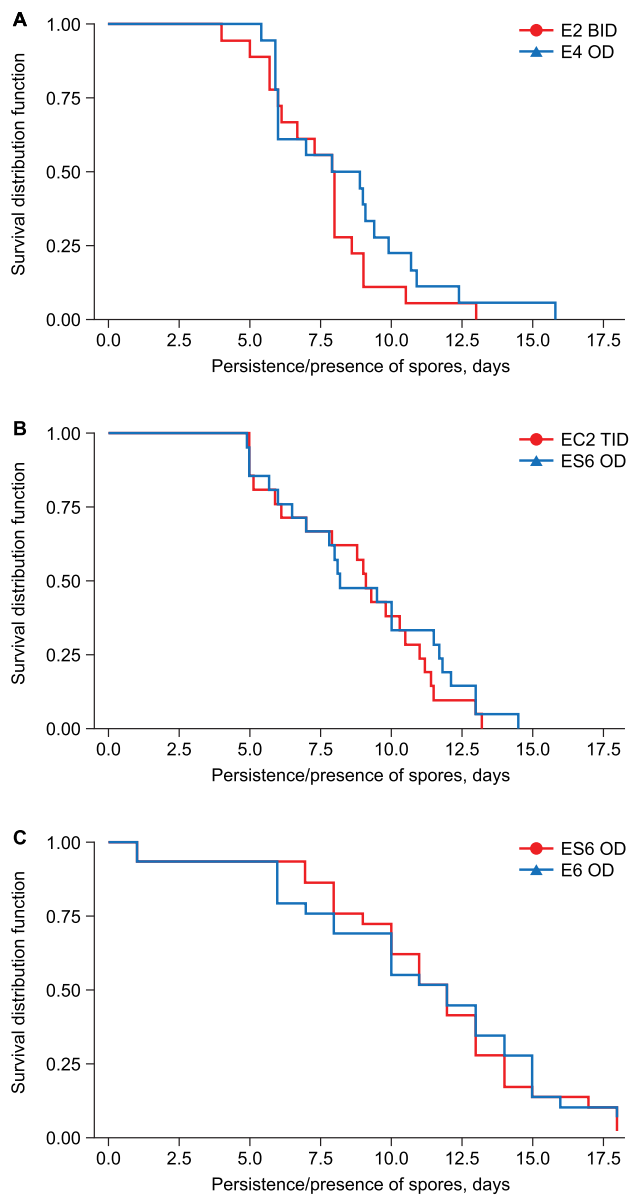 A
E2 BID
E4 OD
Survival distribution function
1.00
0.75
0.50
0.25
0.00
0.0 2.5 5.0 7.5 10.0 12.5 15.0 17.5
Persistence/presence of spores, days
B
EC2 TID
ES6 OD
Survival distribution function
1.00
0.75
0.50
0.25
0.00
0.0 2.5 5.0 7.5 10.0 12.5 15.0 17.5
Persistence/presence of spores, days
C
ES6 OD
E6 OD
Survival distribution function
1.00
0.75
0.50
0.25
0.00
0.0 2.5 5.0 7.5 10.0 12.5 15.0 17.5
Persistence/presence of spores, days